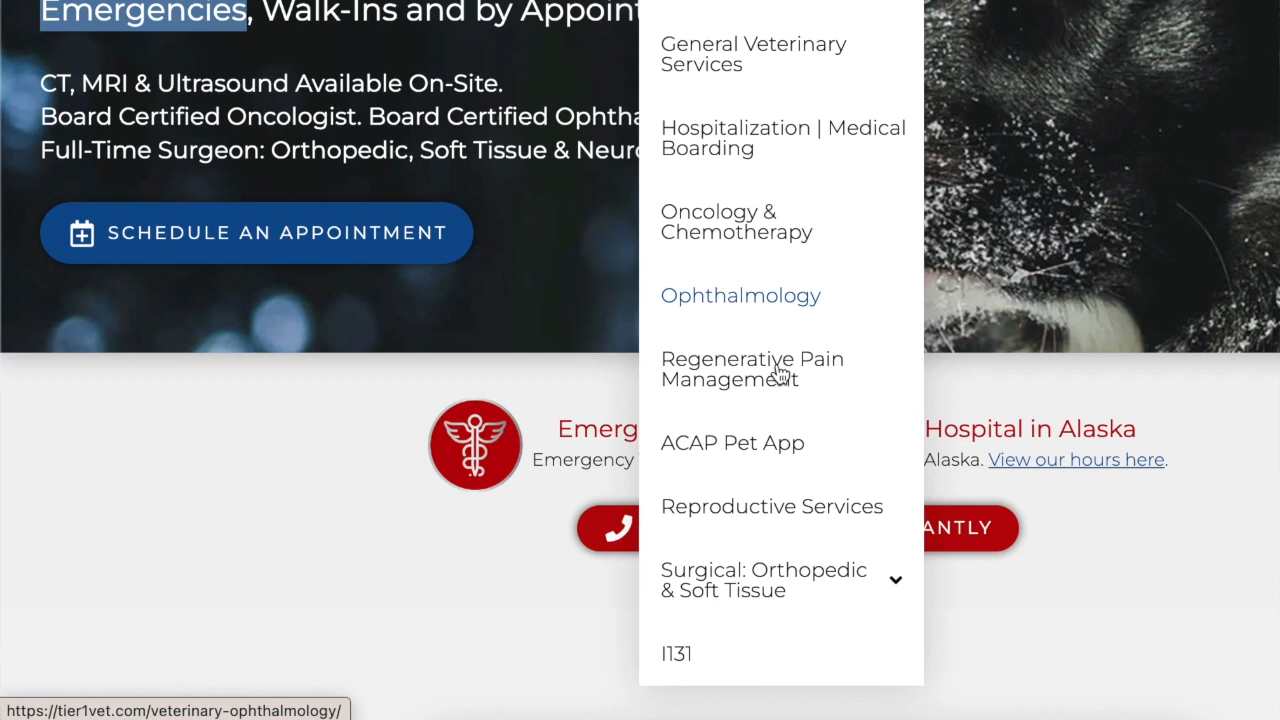 Emergencies, Walk-Ins and by Appoint
CT, MRI & Ultrasound Available On-Site.
Board Certified Oncologist. Board Certified Ophtha
Full-Time Surgeon: Orthopedic, Soft Tissue & Neuro
SCHEDULE AN APPOINTMENT
General Veterinary
Services
Hospitalization | Medical
Boarding
Oncology &
Chemotherapy
Ophthalmology
Regenerative Pain
Management
ACAP Pet App
Reproductive Services
Surgical: Orthopedic
& Soft Tissue
I131
Emerg
Hospital in Alaska
Emergency
Alaska. View our hours here.
ANTLY
https://tier1vet.com/veterinary-ophthalmology/